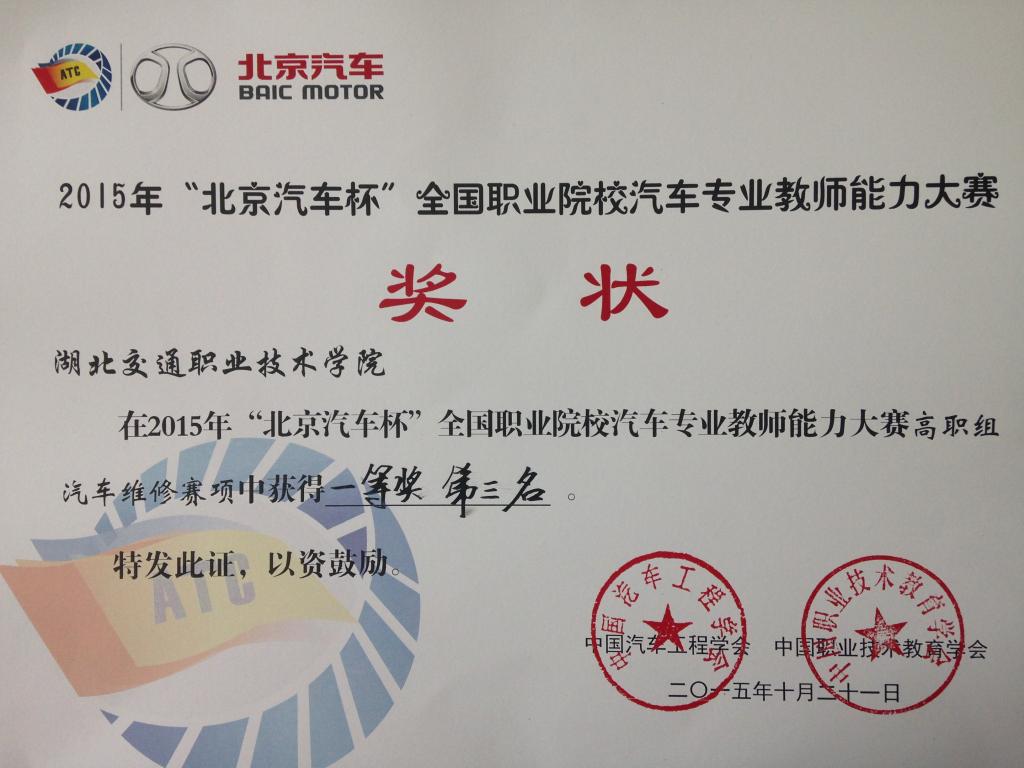 ATC 北京汽车
BAIC MOTOR
2015年“北京汽车杯”全国职业院校汽车专业教师能力大赛
奖 状
湖北交通职业技术学院
在2015年“北京汽车杯”全国职业院校汽车专业教师能力大赛高职组
汽车维修赛项中获得一等奖 第三名 。
特发此证，以资鼓励。
ATC
中国汽车工程学会
中国职业技术教育学会
中国汽车工程学会 中国职业技术教育学会
二〇一五年十月二十一日